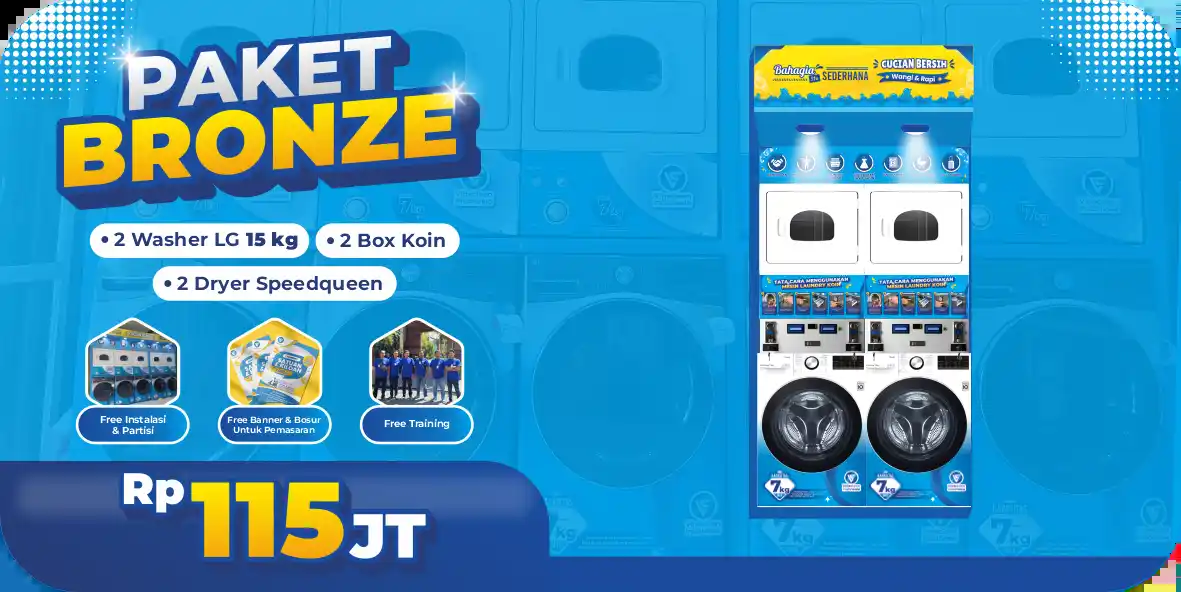 PAKET
BRONZE
• 2 Washer LG 15 kg
• 2 Box Koin
• 2 Dryer Speedqueen
Free Instalasi
& Partisi
Free Banner & Bosur
Untuk Pemasaran
Free Training
Rp 115 JT
Bahagia
SEDERHANA
CUCIAN BERSIH
Wangi & Rapi
TATA CARA MENGGUNAKAN
MESIN LAUNDRY KOIN
TATA CARA MENGGUNAKAN
MESIN LAUNDRY KOIN
7kg
7kg